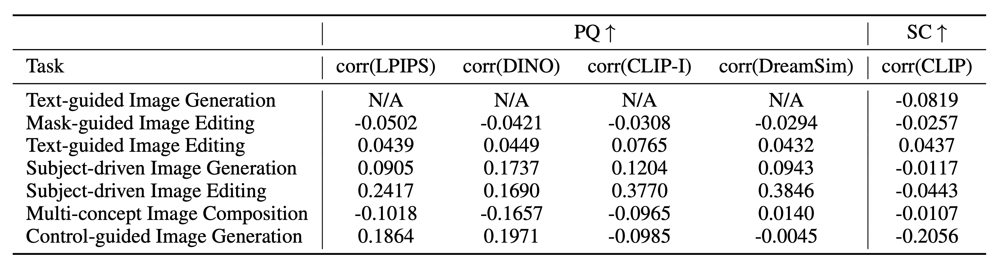 PQ ↑ SC ↑
Task corr(LPIPS) corr(DINO) corr(CLIP-I) corr(DreamSim) corr(CLIP)
Text-guided Image Generation N/A N/A N/A N/A -0.0819
Mask-guided Image Editing -0.0502 -0.0421 -0.0308 -0.0294 -0.0257
Text-guided Image Editing 0.0439 0.0449 0.0765 0.0432 0.0437
Subject-driven Image Generation 0.0905 0.1737 0.1204 0.0943 -0.0117
Subject-driven Image Editing 0.2417 0.1690 0.3770 0.3846 -0.0443
Multi-concept Image Composition -0.1018 -0.1657 -0.0965 0.0140 -0.0107
Control-guided Image Generation 0.1864 0.1971 -0.0985 -0.0045 -0.2056